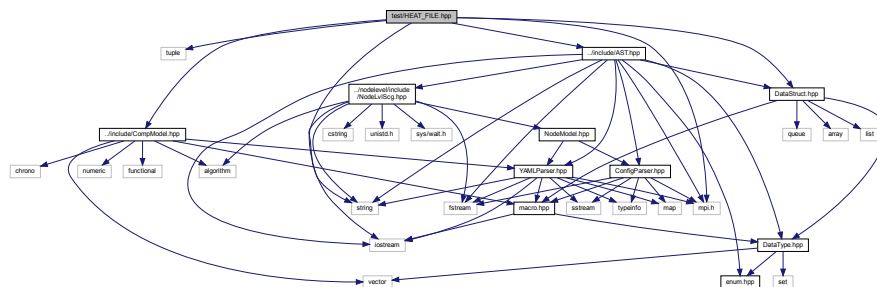 test/HEAT_FILE.hpp
tuple
../include/AST.hpp
../nodelevel/include
/NodeLvlScg.hpp
DataStruct.hpp
../include/CompModel.hpp
cstring
unistd.h
sys/wait.h
NodeModel.hpp
queue
array
list
chrono
numeric
functional
algorithm
YAMLParser.hpp
ConfigParser.hpp
string
fstream
macro.hpp
sstream
typeinfo
map
mpi.h
iostream
DataType.hpp
vector
enum.hpp
set